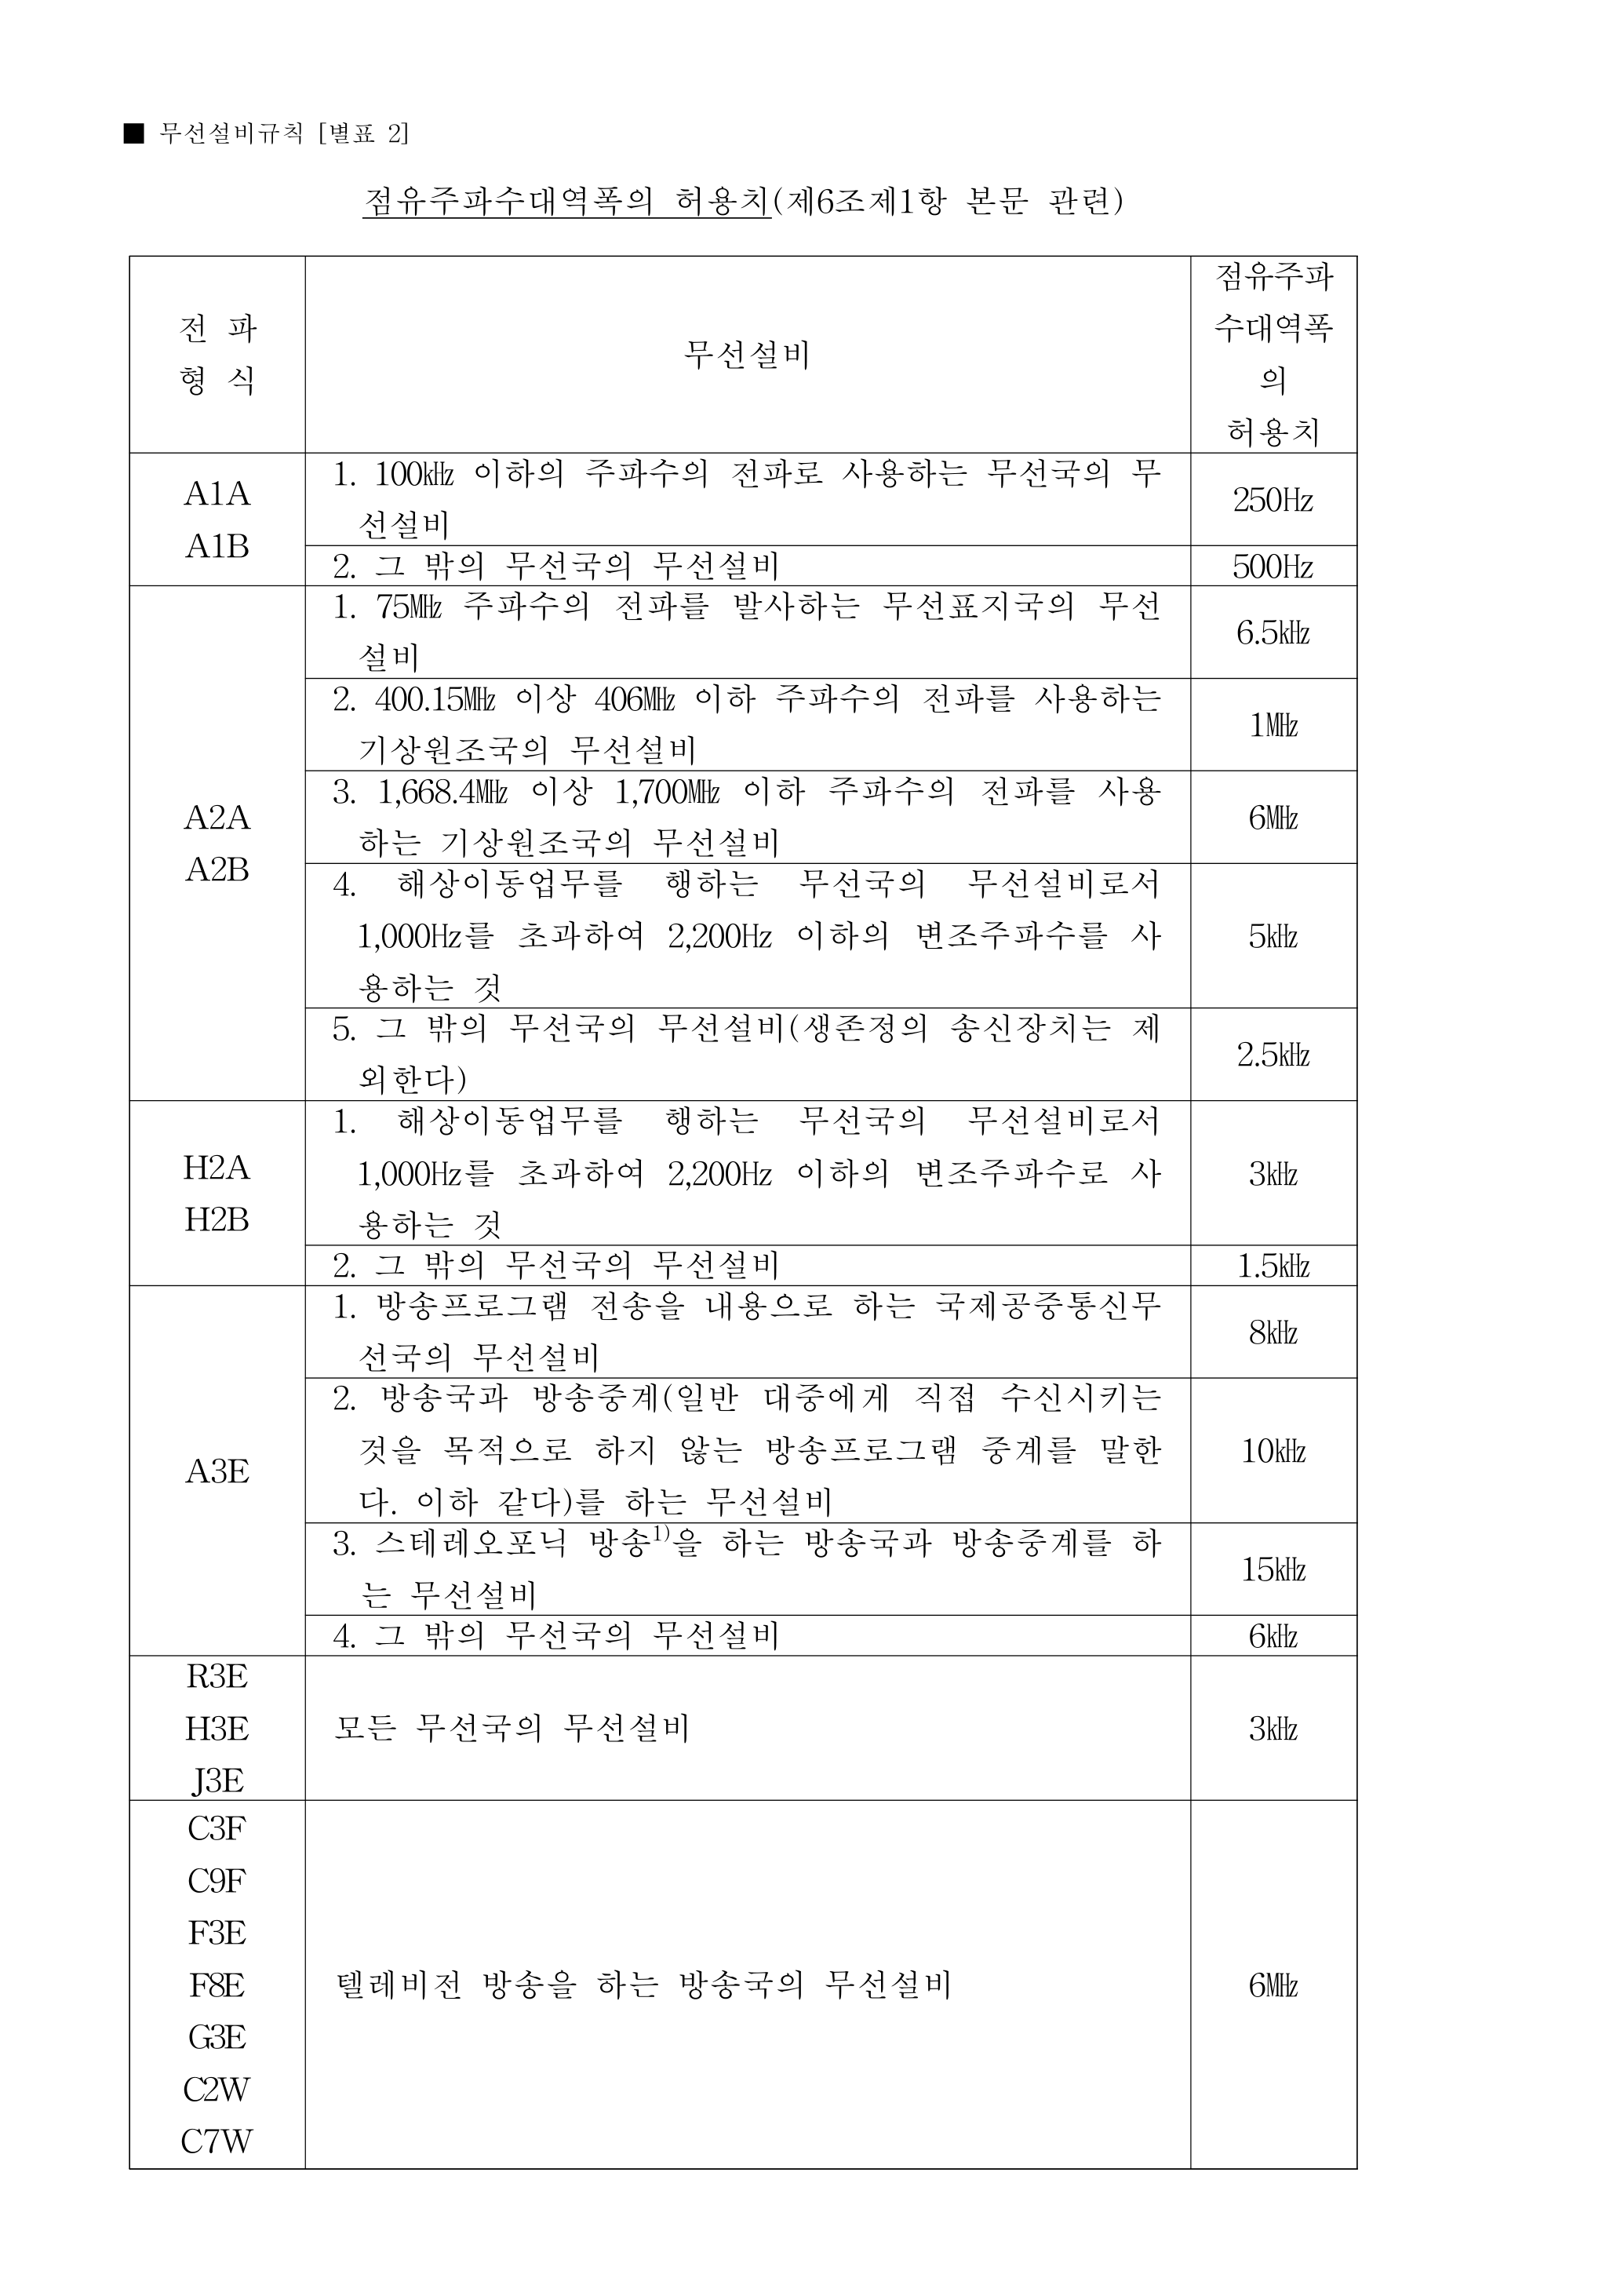 ■ 무선설비규칙 [별표 2]
점유주파수대역폭의 허용치(제6조제1항 본문 관련)
전 파
형 식
무선설비
점유주파
수대역폭
의
허용치
A1A
A1B
1. 100㎑ 이하의 주파수의 전파로 사용하는 무선국의 무
선설비
250Hz
2. 그 밖의 무선국의 무선설비
500Hz
A2A
A2B
1. 75㎒ 주파수의 전파를 발사하는 무선표지국의 무선
설비
6.5㎑
2. 400.15㎒ 이상 406㎒ 이하 주파수의 전파를 사용하는
기상원조국의 무선설비
1㎒
3. 1,668.4㎒ 이상 1,700㎒ 이하 주파수의 전파를 사용
하는 기상원조국의 무선설비
6㎒
4. 해상이동업무를 행하는 무선국의 무선설비로서
1,000Hz를 초과하여 2,200Hz 이하의 변조주파수를 사
용하는 것
5㎑
5. 그 밖의 무선국의 무선설비(생존정의 송신장치는 제
외한다)
2.5㎑
H2A
H2B
1. 해상이동업무를 행하는 무선국의 무선설비로서
1,000Hz를 초과하여 2,200Hz 이하의 변조주파수로 사
용하는 것
3㎑
2. 그 밖의 무선국의 무선설비
1.5㎑
A3E
1. 방송프로그램 전송을 내용으로 하는 국제공중통신무
선국의 무선설비
8㎑
2. 방송국과 방송중계(일반 대중에게 직접 수신시키는
것을 목적으로 하지 않는 방송프로그램 중계를 말한
다. 이하 같다)를 하는 무선설비
10㎑
3. 스테레오포닉 방송1)을 하는 방송국과 방송중계를 하
는 무선설비
15㎑
4. 그 밖의 무선국의 무선설비
6㎑
R3E
H3E
J3E
모든 무선국의 무선설비
3㎑
C3F
C9F
F3E
F8E
G3E
C2W
C7W
텔레비전 방송을 하는 방송국의 무선설비
6㎒